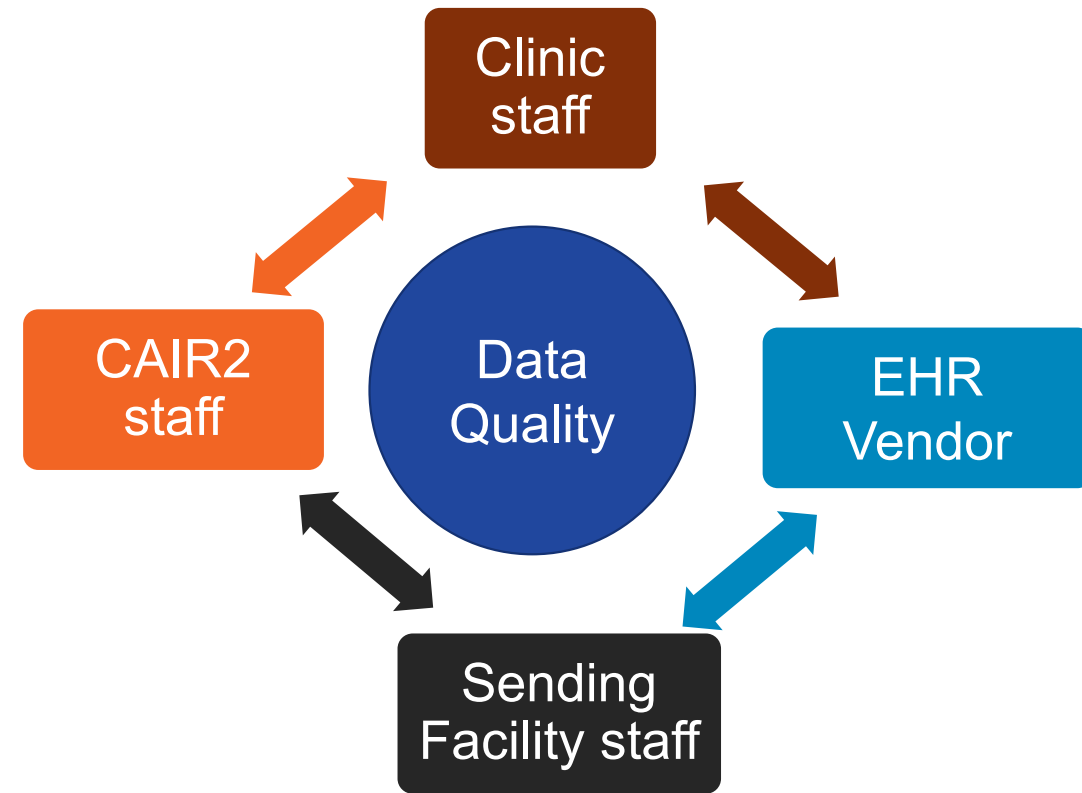 Clinic
staff
CAIR2
staff
Data
Quality
EHR
Vendor
Sending
Facility staff